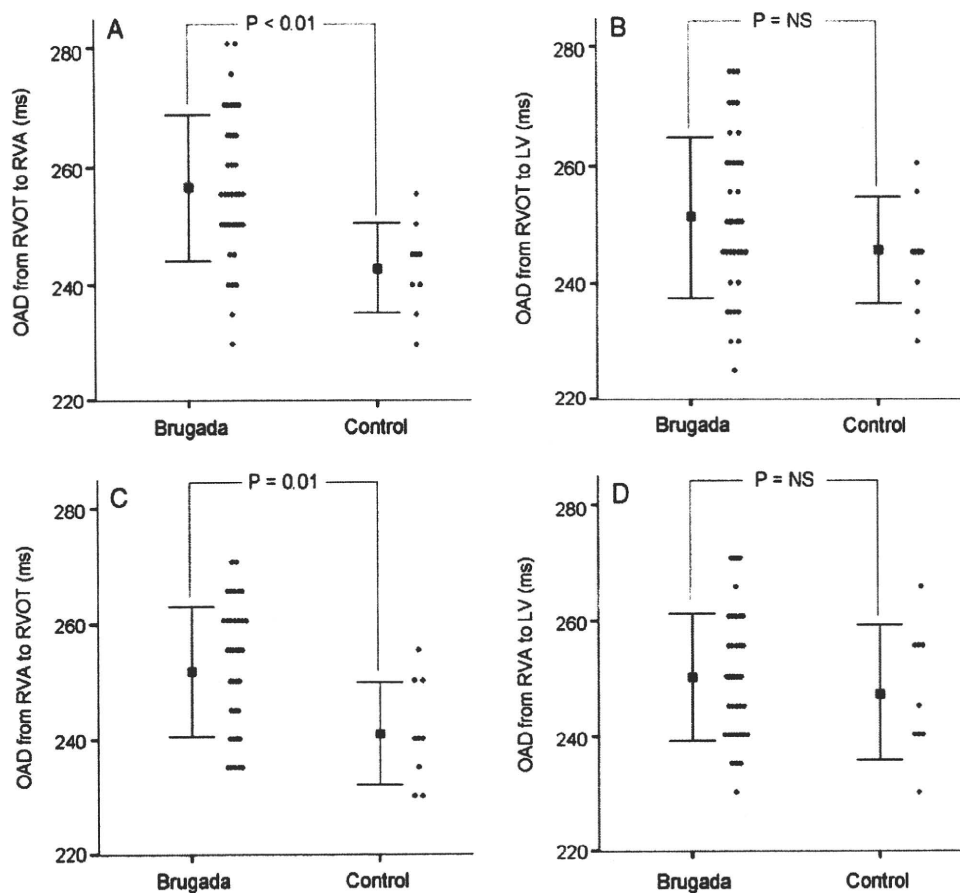 A
P < 0.01
OAD from RVOT to RVA (ms)
280
260
240
220
Brugada
Control
B
P = NS
OAD from RVOT to LV (ms)
280
260
240
220
Brugada
Control
C
P = 0.01
OAD from RVA to RVOT (ms)
280
260
240
220
Brugada
Control
D
P = NS
OAD from RVA to LV (ms)
280
260
240
220
Brugada
Control